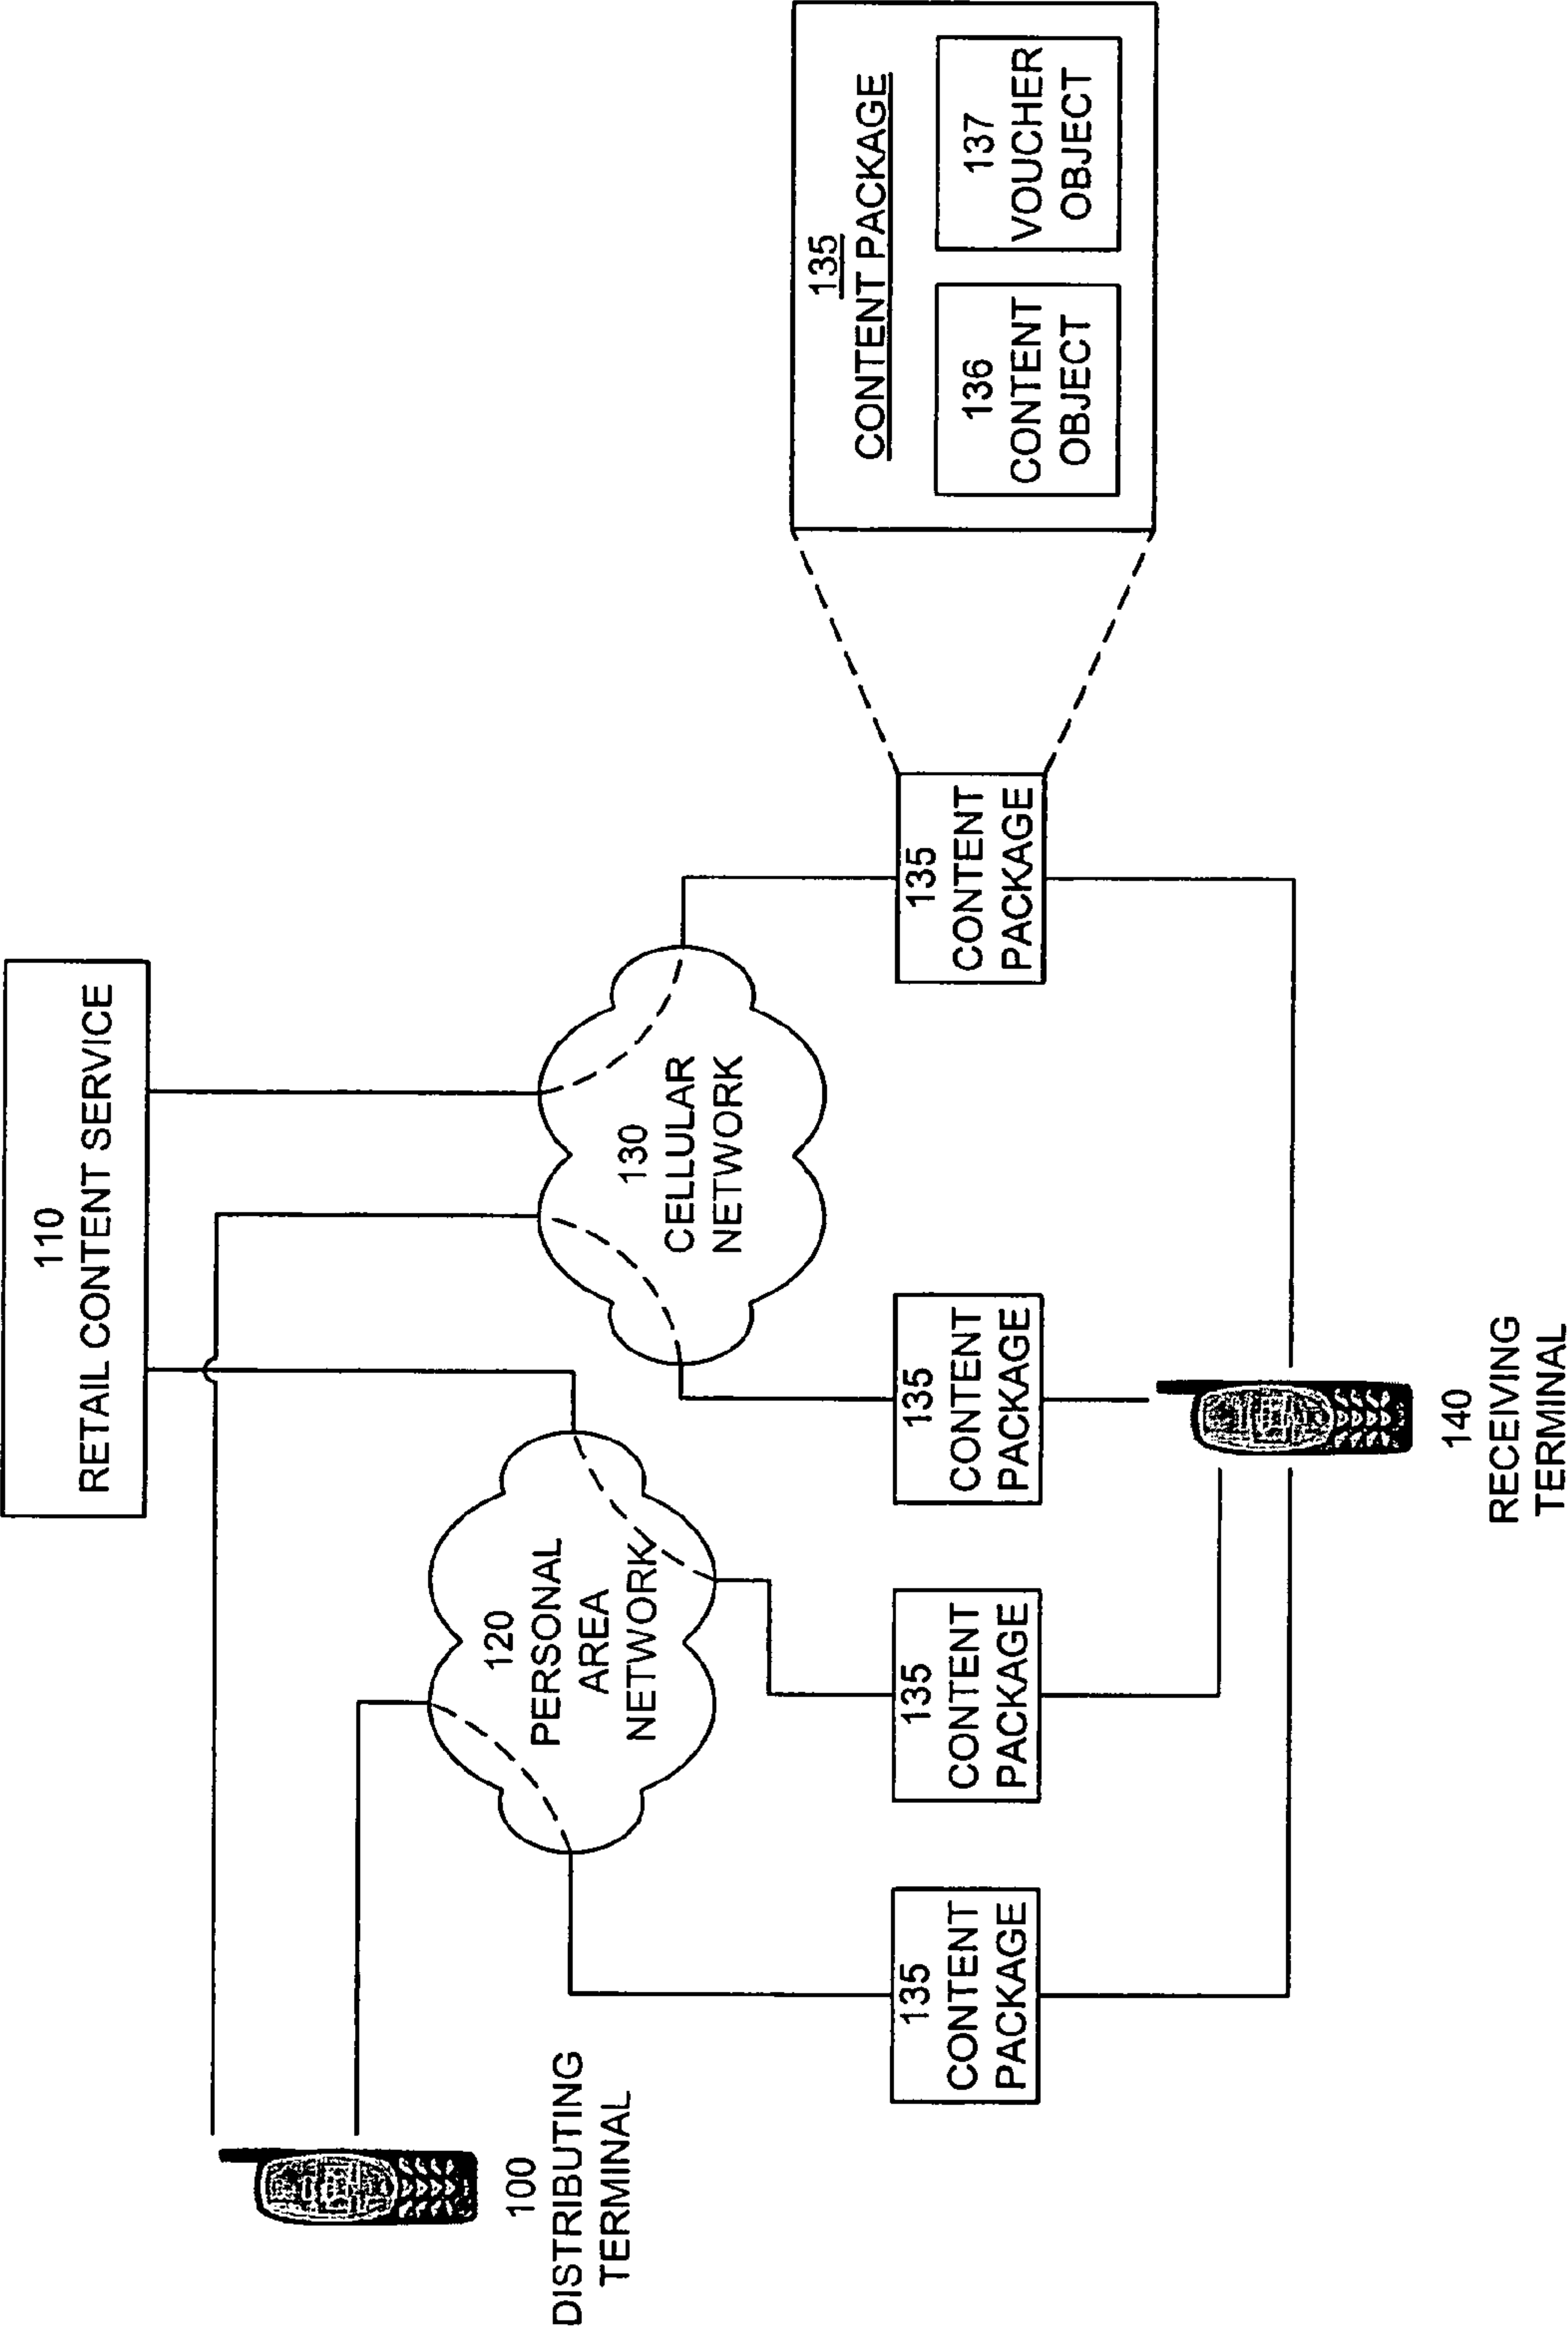 110
RETAIL CONTENT SERVICE
100
DISTRIBUTING
TERMINAL
120
PERSONAL
AREA
NETWORK
130
CELLULAR
NETWORK
135
CONTENT
PACKAGE
135
CONTENT
PACKAGE
135
CONTENT
PACKAGE
135
CONTENT
PACKAGE
135
CONTENT PACKAGE
136
CONTENT
OBJECT
137
VOUCHER
OBJECT
140
RECEIVING
TERMINAL